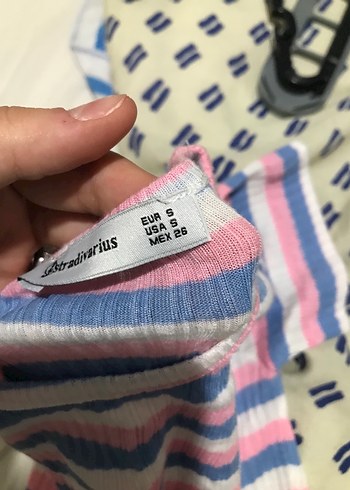 stradivarius
EUR S
USA S
MEX 26